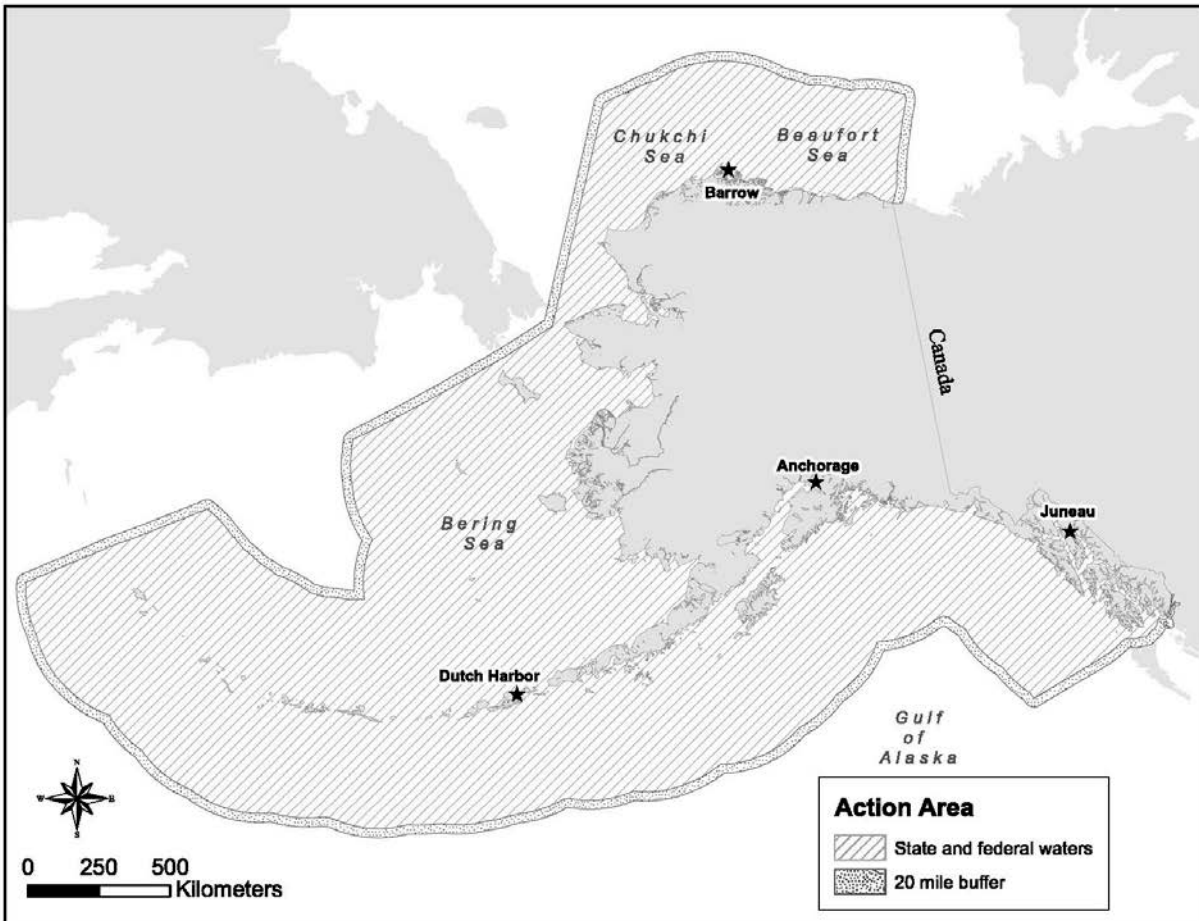 Chukchi
Sea
Beaufort
Sea
Barrow
Canada
Anchorage
Juneau
Bering
Sea
Dutch Harbor
Gulf
of
Alaska
N
W E
S
0 250 500
Kilometers
Action Area
State and federal waters
20 mile buffer